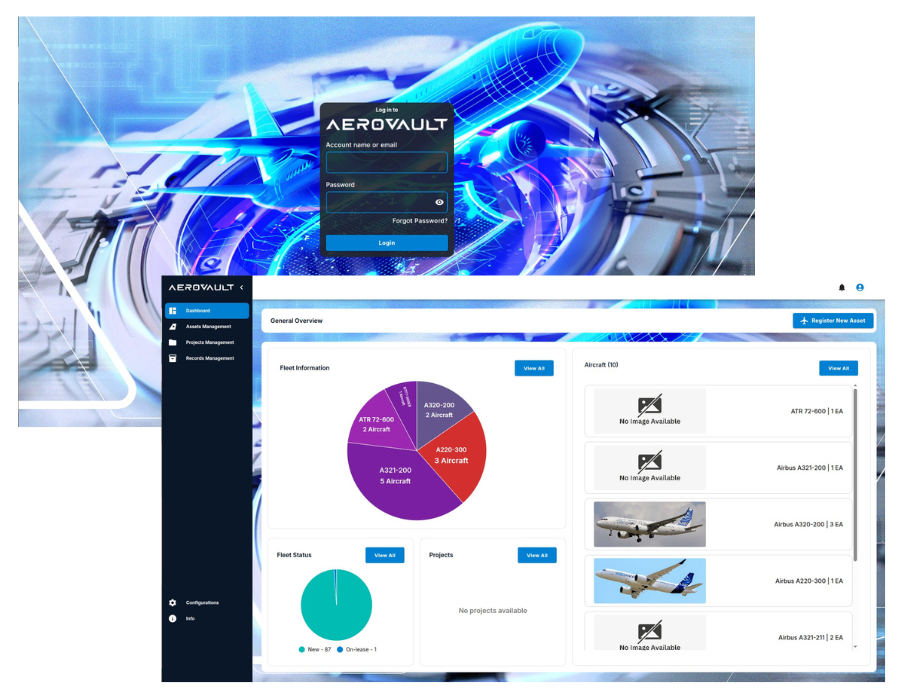 Log in to
AEROVAULT
Account name or email
Password
Forgot Password?
Login
AEROVAULT
Dashboard
Assets Management
Projects Management
Records Management
Configurations
Info
General Overview
Register New Asset
Fleet Information
View All
A320-200
2 Aircraft
A220-300
3 Aircraft
A321-200
5 Aircraft
ATR 72-600
2 Aircraft
1 Aircraft
Fleet Status
View All
New - 87
On-lease - 1
Projects
View All
No projects available
Aircraft (10)
View All
No Image Available
ATR 72-600 | 1 EA
No Image Available
Airbus A321-200 | 1 EA
Airbus A320-200 | 3 EA
Airbus A220-300 | 1 EA
No Image Available
Airbus A321-211 | 2 EA